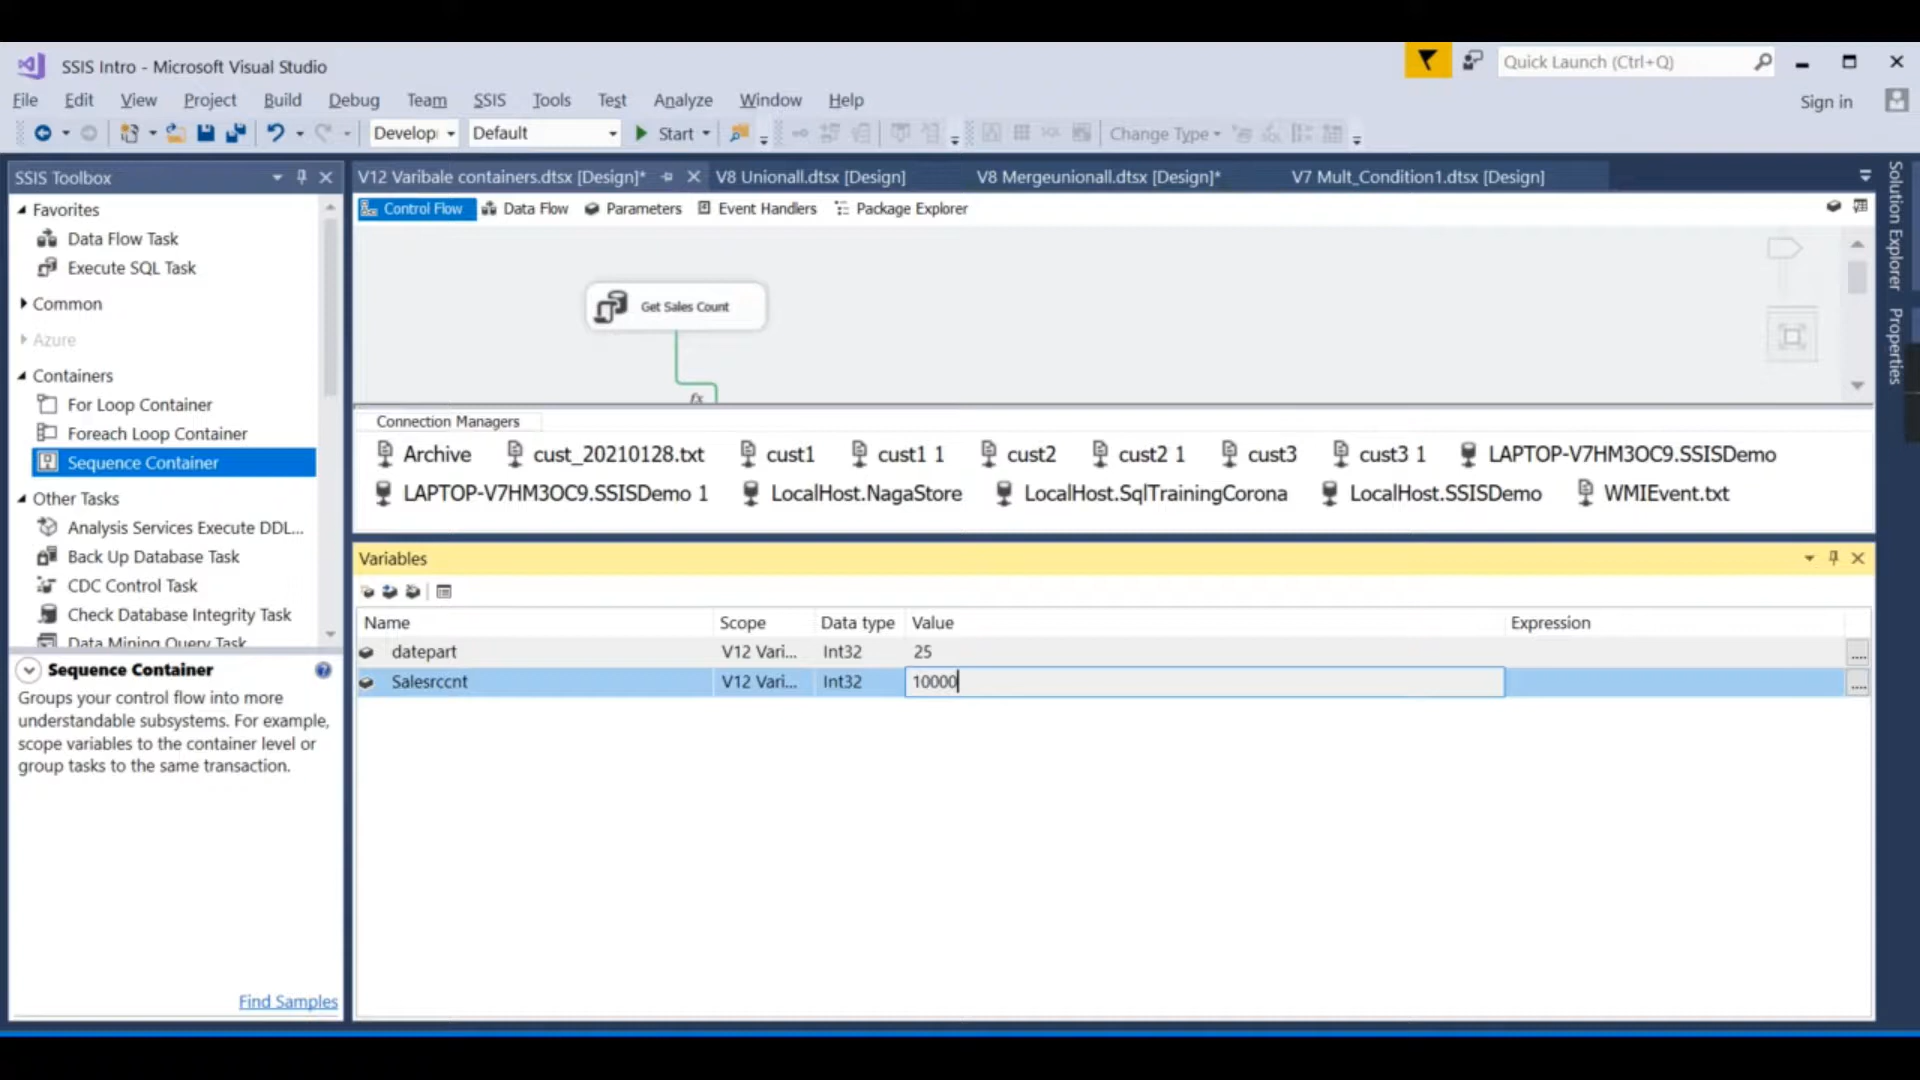 SSIS Intro - Microsoft Visual Studio
Quick Launch (Ctrl+Q)
File Edit View Project Build Debug Team SSIS Tools Test Analyze Window Help
Sign in
Develop Default Start Change Type
SSIS Toolbox
Favorites
Data Flow Task
Execute SQL Task
Common
Azure
Containers
For Loop Container
Foreach Loop Container
Sequence Container
Other Tasks
Analysis Services Execute DDL...
Back Up Database Task
CDC Control Task
Check Database Integrity Task
Data Mining Query Task
Sequence Container
Groups your control flow into more
understandable subsystems. For example,
scope variables to the container level or
group tasks to the same transaction.
Find Samples
V12 Varibale containers.dtsx [Design]* V8 Unionall.dtsx [Design] V8 Mergeunionall.dtsx [Design]* V7 Mult_Condition1.dtsx [Design]
Control Flow Data Flow Parameters Event Handlers Package Explorer
Get Sales Count
fx
Connection Managers
Archive cust_20210128.txt cust1 cust1 1 cust2 cust2 1 cust3 cust3 1 LAPTOP-V7HM3OC9.SSISDemo
LAPTOP-V7HM3OC9.SSISDemo 1 LocalHost.NagaStore LocalHost.SqlTrainingCorona LocalHost.SSISDemo WMIEvent.txt
Variables
Name Scope Data type Value Expression
datepart V12 Vari... Int32 25 ....
Salesrccnt V12 Vari... Int32 10000 ....
Solution Explorer
Properties